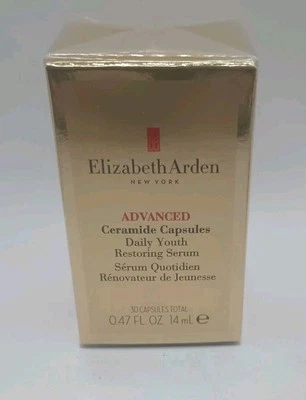 Elizabeth Arden
NEW YORK
ADVANCED
Ceramide Capsules
Daily Youth
Restoring Serum
Sérum Quotidien
Rénovateur de Jeunesse
30 CAPSULES TOTAL
0.47 FL. OZ. 14 mL ℮